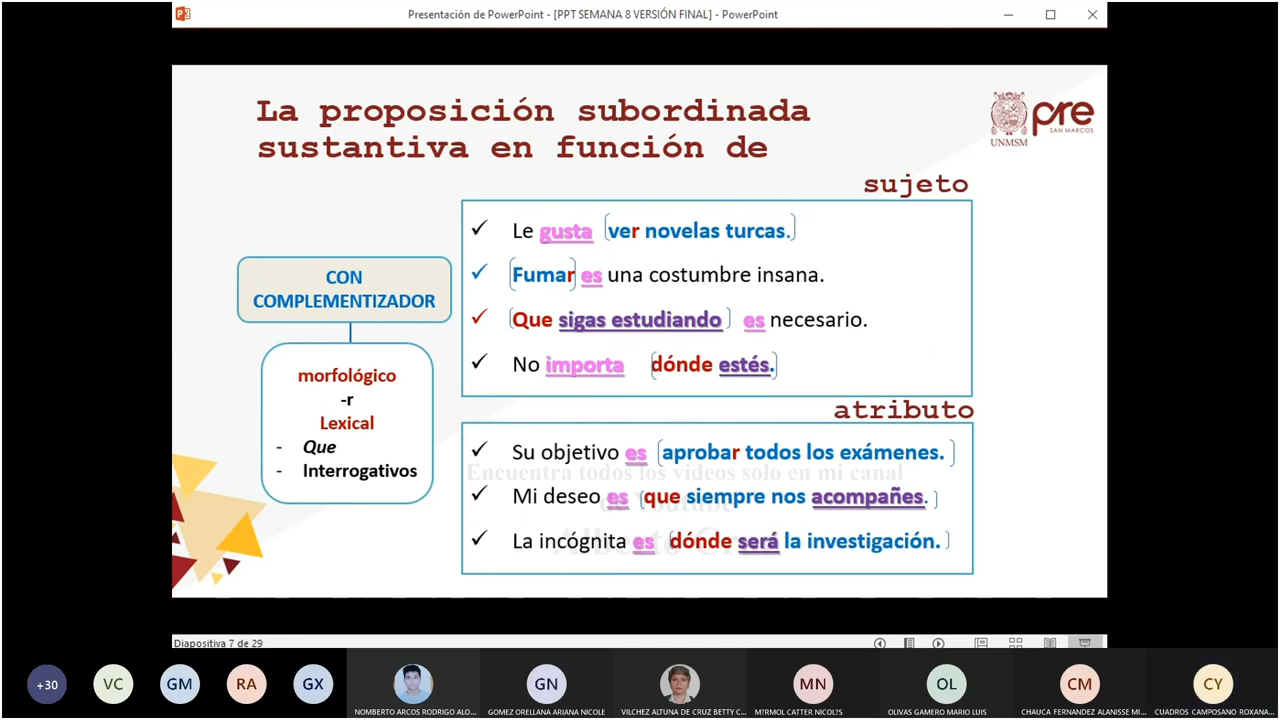 Presentación de PowerPoint - [PPT SEMANA 8 VERSIÓN FINAL] - PowerPoint
La proposición subordinada
sustantiva en función de
pre
SAN MARCOS
UNMSM
sujeto
✓ Le gusta (ver novelas turcas.)
✓ (Fumar) es una costumbre insana.
✓ (Que sigas estudiando) es necesario.
✓ No importa (dónde estés.)
CON
COMPLEMENTIZADOR
morfológico
-r
Lexical
- Que
- Interrogativos
atributo
✓ Su objetivo es (aprobar todos los exámenes.)
Encuentra todos los videos solo en mi canal
✓ Mi deseo es (que siempre nos acompañes.)
de Youtube
✓ La incógnita es (dónde será la investigación.)
Diapositiva 7 de 29
+30
VC
GM
RA
GX
NOMBERTO ARCOS RODRIGO ALO...
GN
GOMEZ ORELLANA ARIANA NICOLE
VILCHEZ ALTUNA DE CRUZ BETTY C...
MN
M?RMOL CATTER NICOL?S
OL
OLIVAS GAMERO MARIO LUIS
CM
CHAUCA FERNANDEZ ALANISSE MI...
CY
CUADROS CAMPOSANO ROXANA...